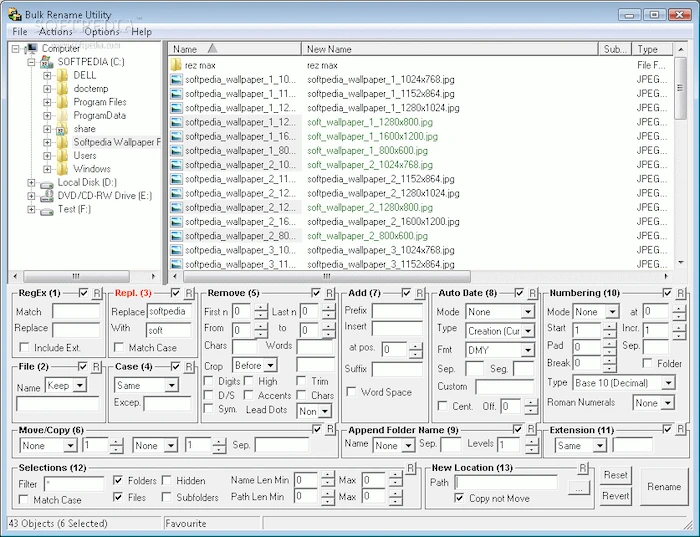 Bulk Rename Utility
SOFTPEDIA
File Actions Options Help
Computer
SOFTPEDIA (C:)
DELL
doctemp
Program Files
ProgramData
share
Softpedia Wallpaper F
Users
Windows
Local Disk (D:)
DVD/CD-RW Drive (E:)
Test (F:)
Name New Name Sub... Type
rez max rez max File F...
softpedia_wallpaper_1_10... softpedia_wallpaper_1_1024x768.jpg JPEG...
softpedia_wallpaper_1_11... softpedia_wallpaper_1_1152x864.jpg JPEG...
softpedia_wallpaper_1_12... softpedia_wallpaper_1_1280x1024.jpg JPEG...
softpedia_wallpaper_1_12... soft_wallpaper_1_1280x800.jpg JPEG...
softpedia_wallpaper_1_16... soft_wallpaper_1_1600x1200.jpg JPEG...
softpedia_wallpaper_1_80... soft_wallpaper_1_800x600.jpg JPEG...
softpedia_wallpaper_2_10... soft_wallpaper_2_1024x768.jpg JPEG...
softpedia_wallpaper_2_11... softpedia_wallpaper_2_1152x864.jpg JPEG...
softpedia_wallpaper_2_12... softpedia_wallpaper_2_1280x1024.jpg JPEG...
softpedia_wallpaper_2_12... soft_wallpaper_2_1280x800.jpg JPEG...
softpedia_wallpaper_2_16... softpedia_wallpaper_2_1600x1200.jpg JPEG...
softpedia_wallpaper_2_80... soft_wallpaper_2_800x600.jpg JPEG...
softpedia_wallpaper_3_10... softpedia_wallpaper_3_1024x768.jpg JPEG...
softpedia_wallpaper_3_11... softpedia_wallpaper_3_1152x864.jpg JPEG...
RegEx (1) R
Match
Replace
Include Ext.
Repl. (3) R
Replace softpedia
With soft
Match Case
File (2) R
Name Keep
Case (4) R
Same
Excep.
Remove (5) R
First n 0 Last n 0
From 0 to 0
Chars Words
Crop Before
Digits High Trim
D/S Accents Chars
Sym. Lead Dots Non
Add (7) R
Prefix
Insert
at pos. 0
Suffix
Word Space
Auto Date (8) R
Mode None
Type Creation (Cur
Fmt DMY
Sep. Seg.
Custom
Cent. Off. 0
Numbering (10) R
Mode None at 0
Start 1 Incr. 1
Pad 0 Sep.
Break 0 Folder
Type Base 10 (Decimal)
Roman Numerals None
Move/Copy (6) R
None 1 None 1 Sep.
Append Folder Name (9) R
Name None Sep. Levels 1
Extension (11) R
Same
Selections (12) R
Filter * Folders Hidden Name Len Min 0 Max 0
Match Case Files Subfolders Path Len Min 0 Max 0
New Location (13) R
Path ...
Copy not Move
Reset
Revert
Rename
43 Objects (6 Selected) Favourite